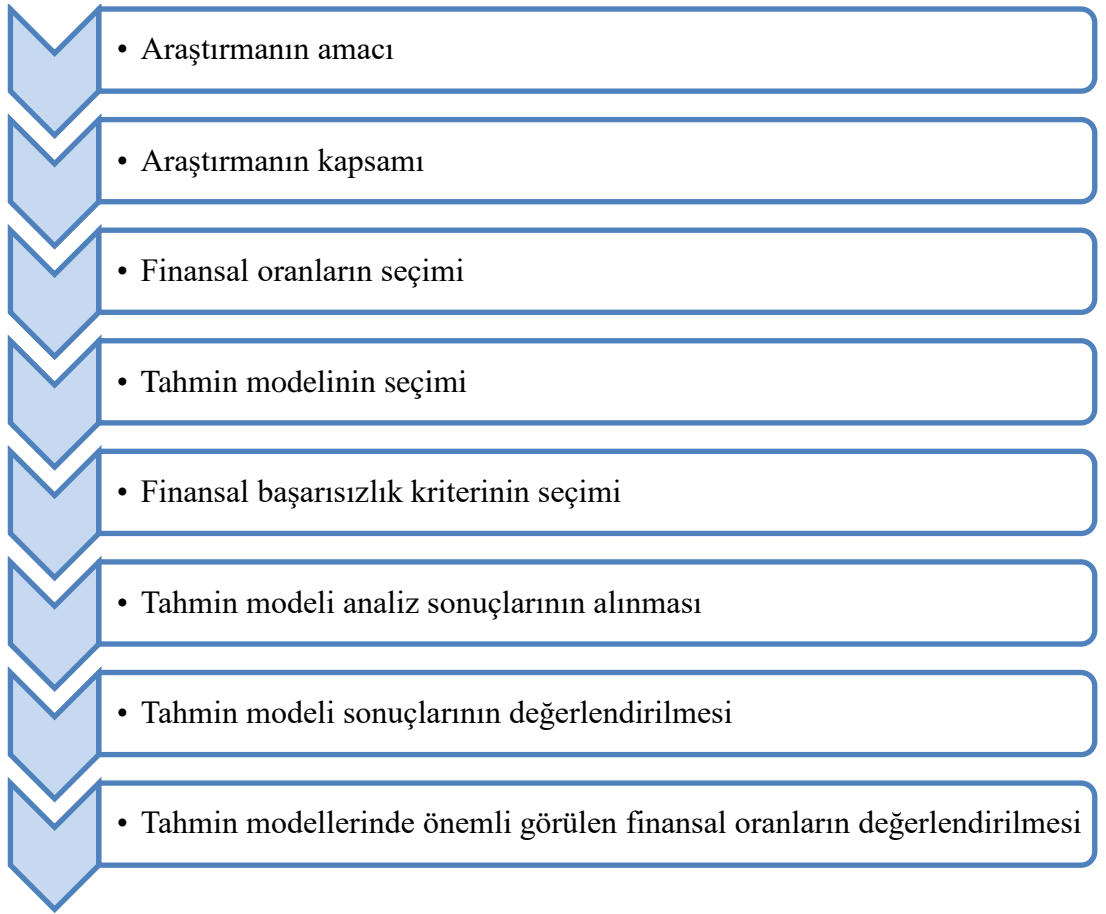 • Araştırmanın amacı
• Araştırmanın kapsamı
• Finansal oranların seçimi
• Tahmin modelinin seçimi
• Finansal başarısızlık kriterinin seçimi
• Tahmin modeli analiz sonuçlarının alınması
• Tahmin modeli sonuçlarının değerlendirilmesi
• Tahmin modellerinde önemli görülen finansal oranların değerlendirilmesi